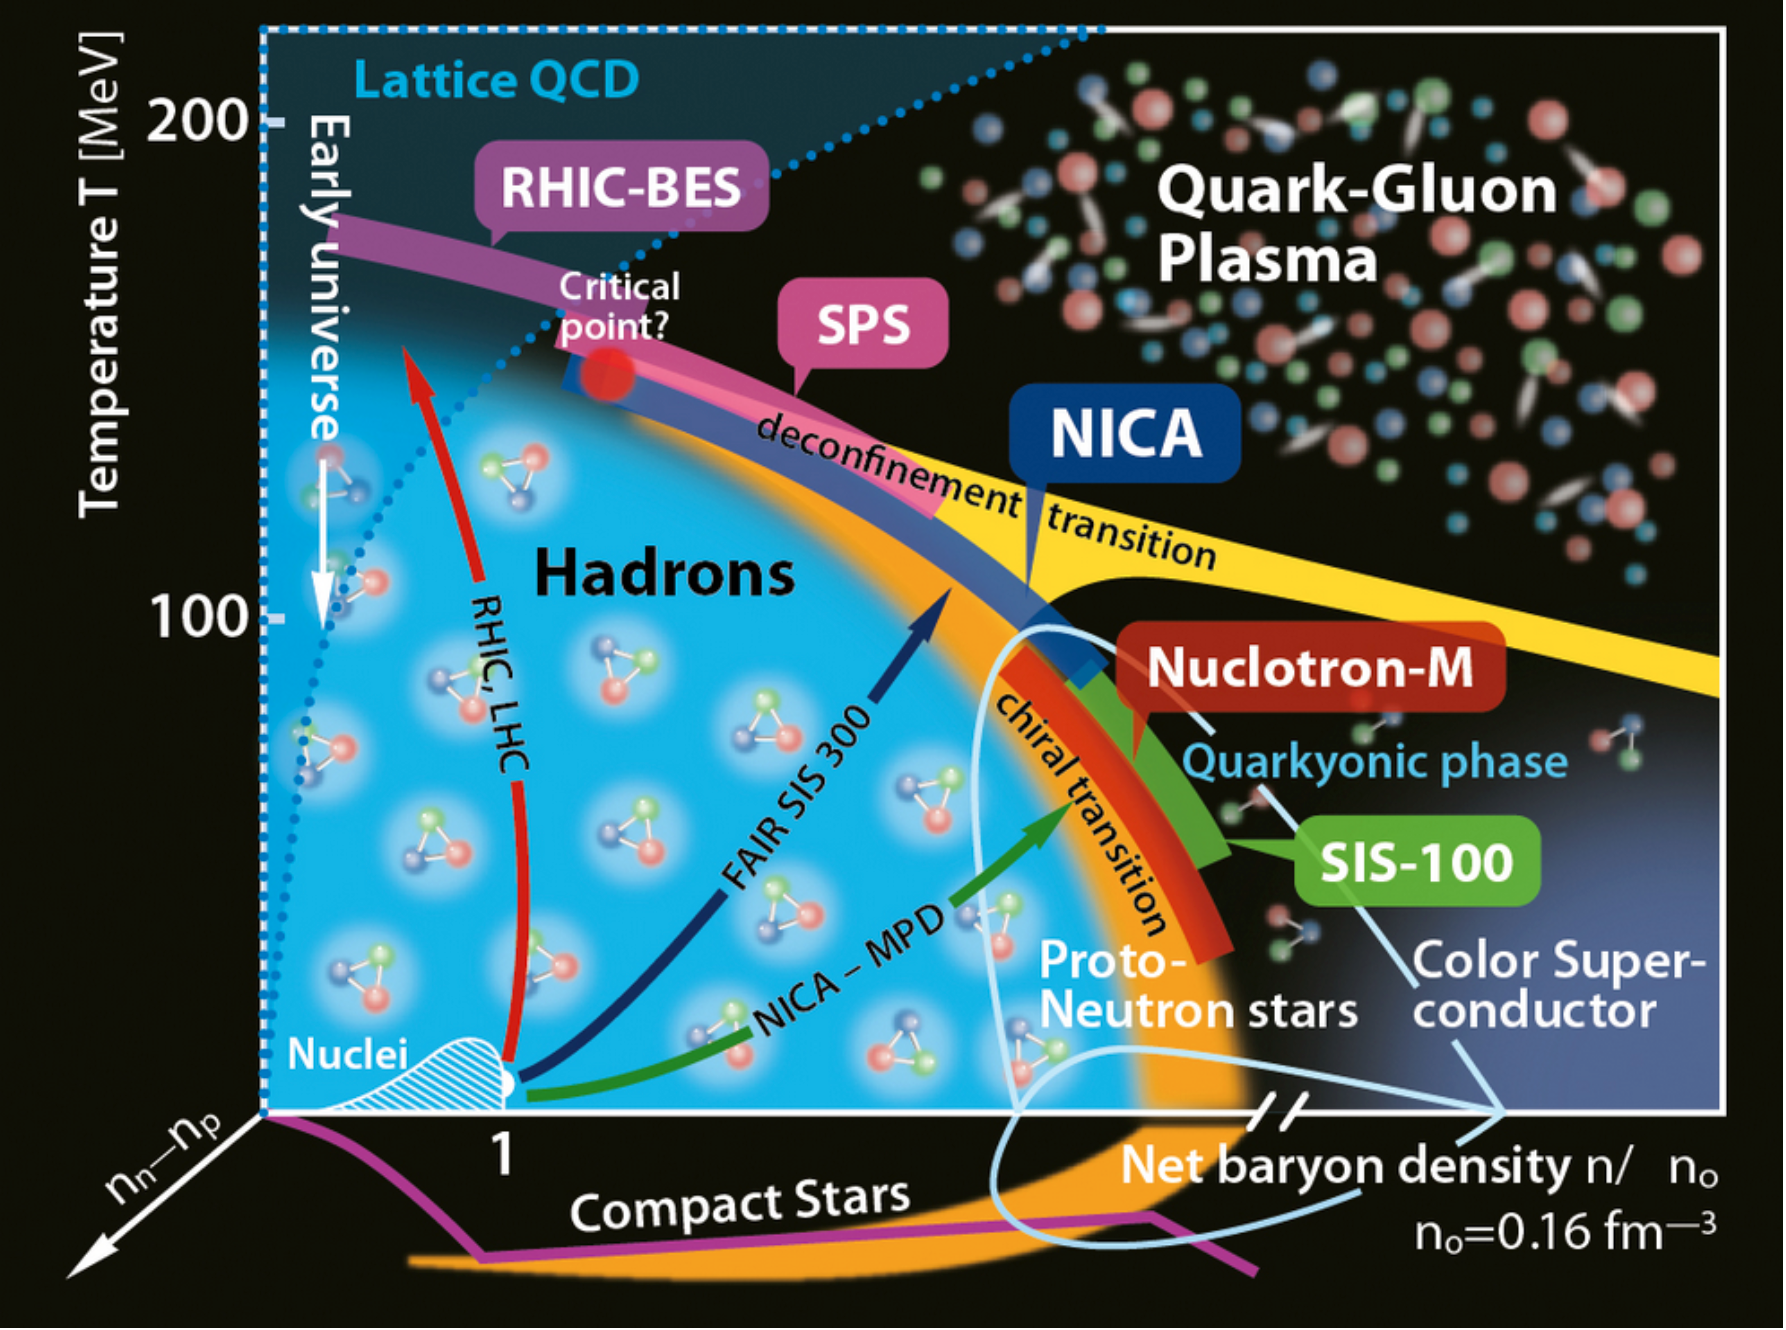 Temperature T [MeV]
200
100
Lattice QCD
Early universe
RHIC-BES
Critical
point?
SPS
Quark-Gluon
Plasma
NICA
deconfinement transition
Hadrons
RHIC, LHC
FAIR SIS 300
NICA – MPD
chiral transition
Nuclotron-M
Quarkyonic phase
SIS-100
Proto-
Neutron stars
Color Super-
conductor
Nuclei
1
nₙ—nₚ
Compact Stars
Net baryon density n/ n₀
n₀=0.16 fm⁻³